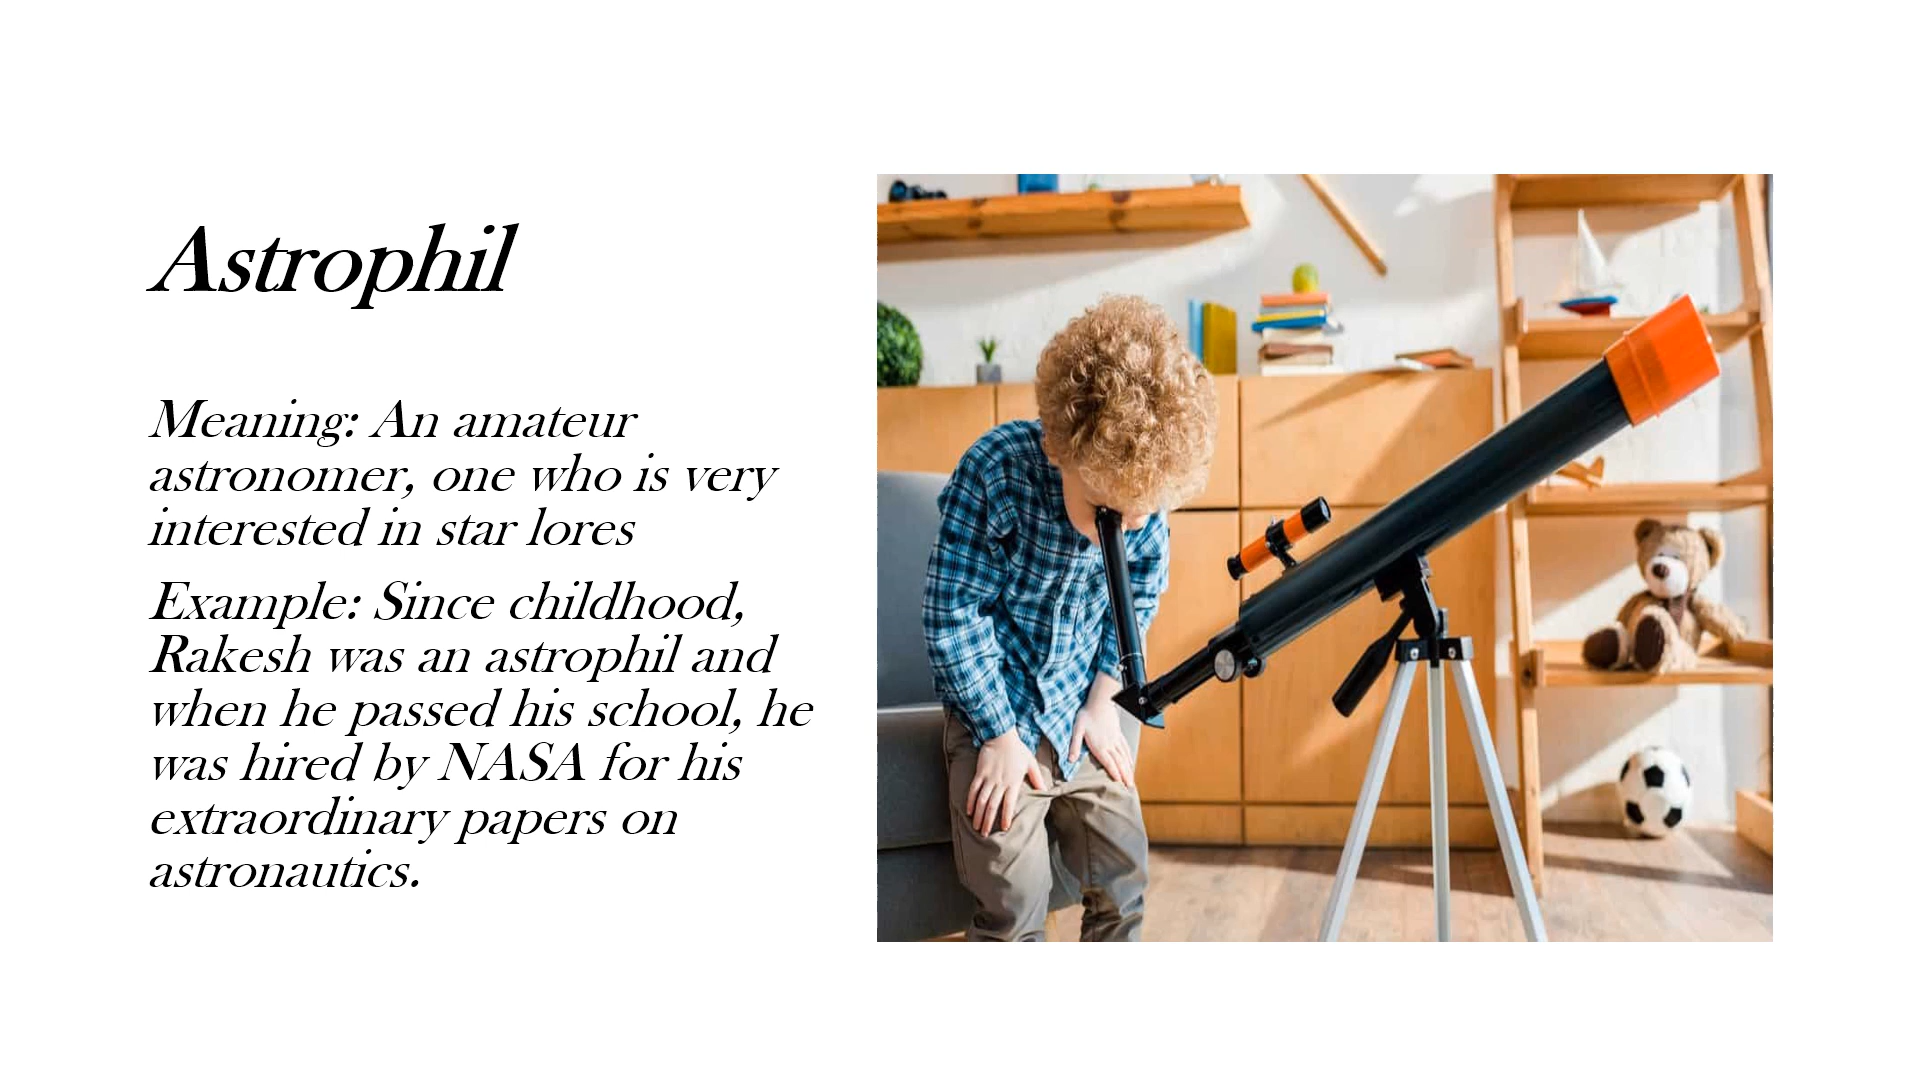 Astrophil
Meaning: An amateur
astronomer, one who is very
interested in star lores
Example: Since childhood,
Rakesh was an astrophil and
when he passed his school, he
was hired by NASA for his
extraordinary papers on
astronautics.